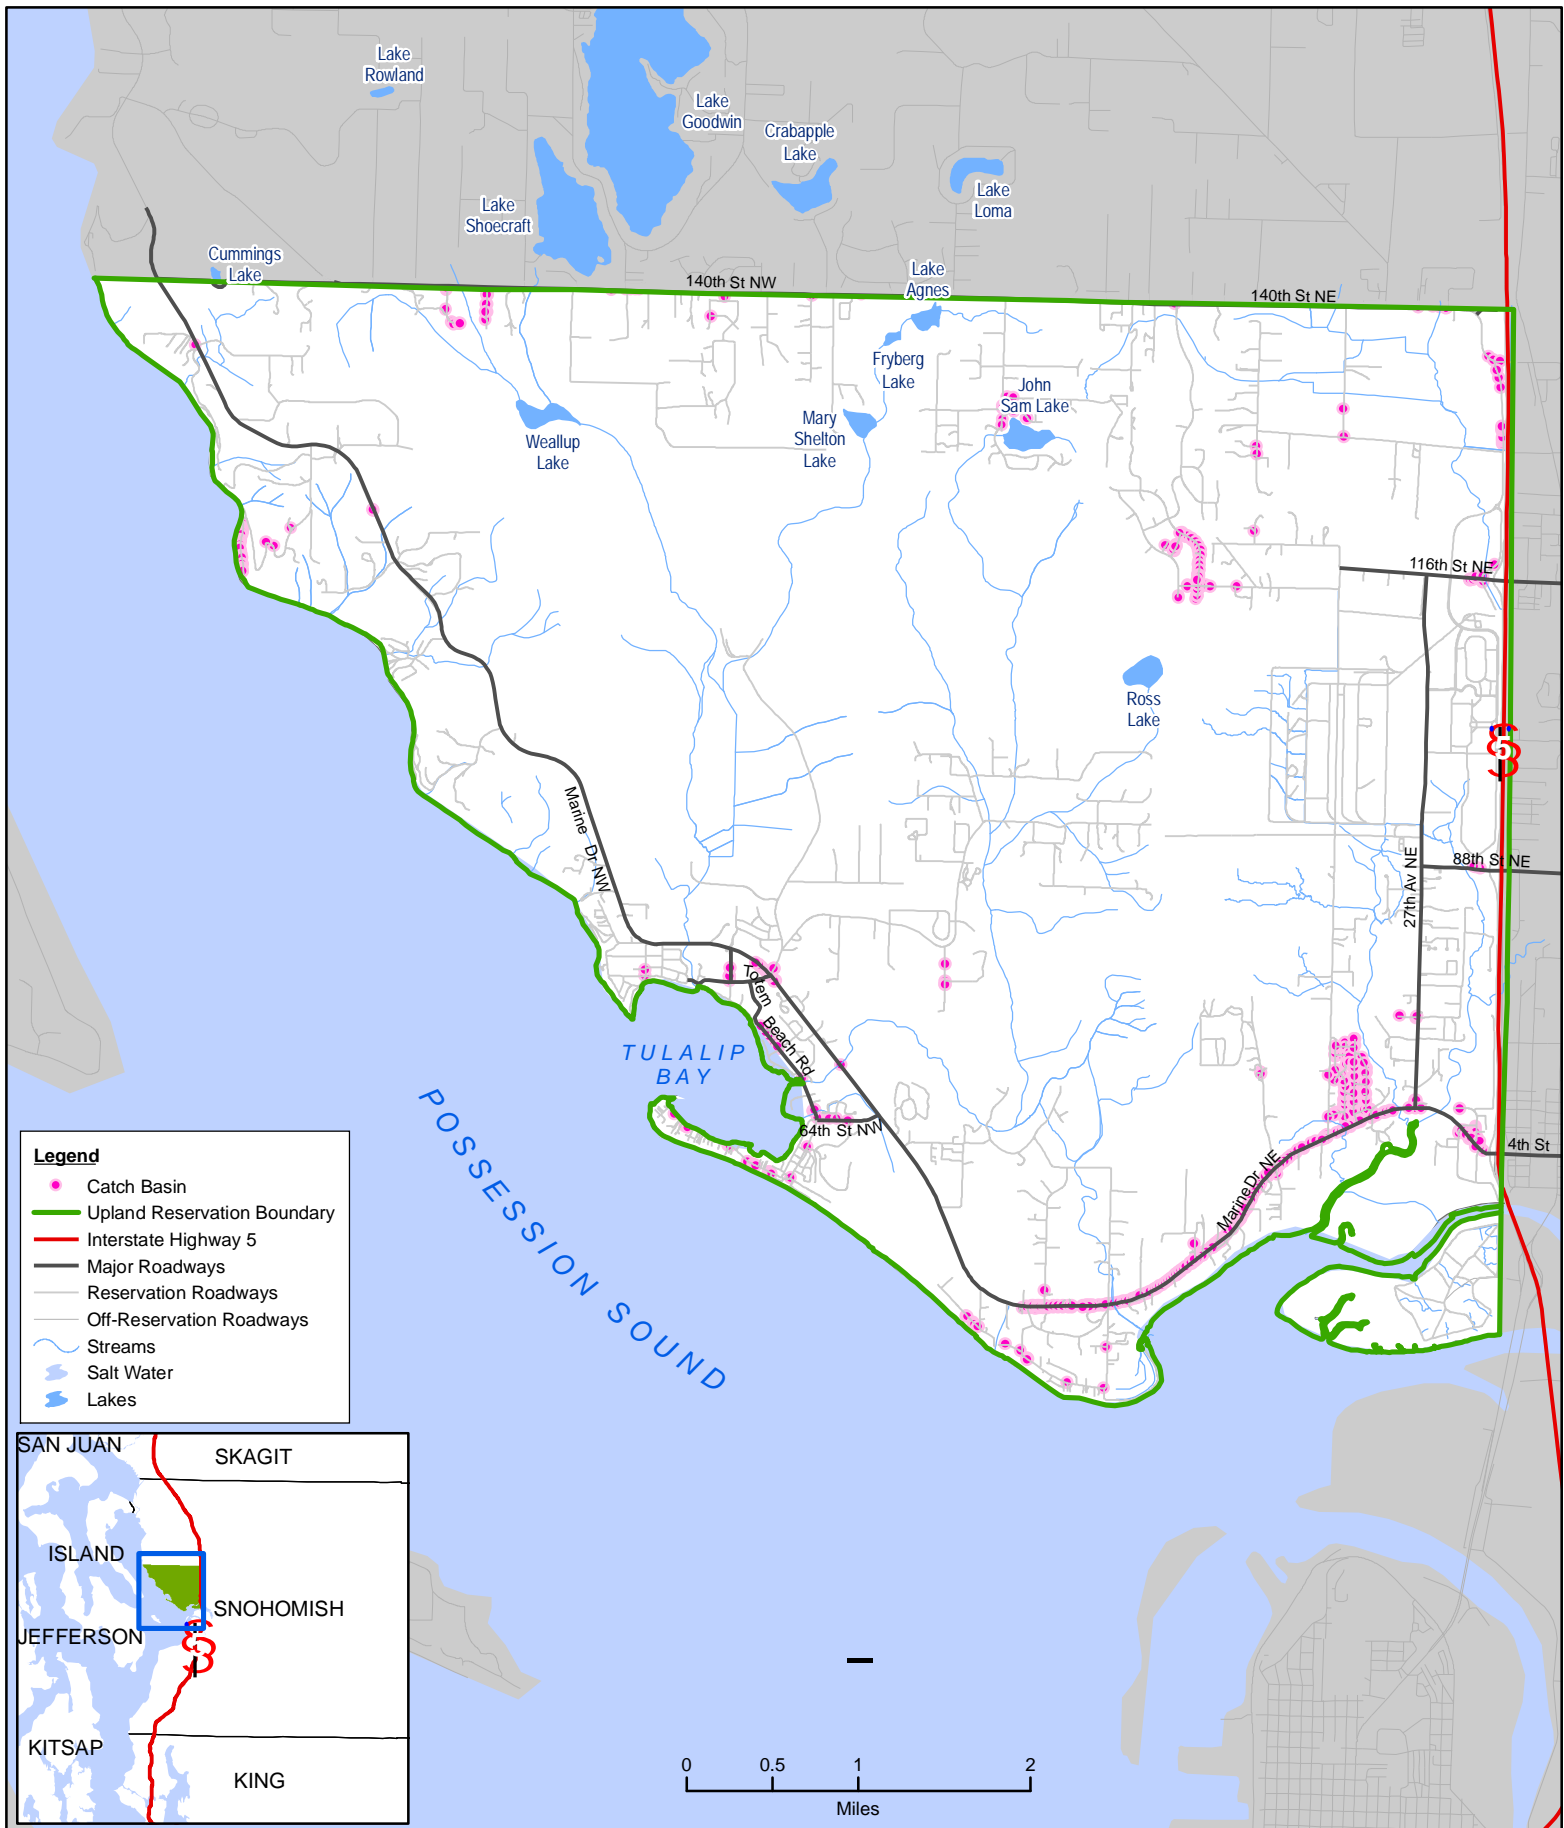 Lake
Rowland
Lake
Goodwin
Crabapple
Lake
Lake
Loma
Lake
Shoecraft
Cummings
Lake
Lake
Agnes
140th St NW
140th St NE
Fryberg
Lake
John
Sam Lake
Mary
Shelton
Lake
Weallup
Lake
116th St NE
Ross
Lake
5
Marine Dr NW
27th Av NE
88th St NE
Totem
Beach Rd
TULALIP
BAY
64th St NW
POSSESSION SOUND
Marine Dr NE
4th St
Legend
Catch Basin
Upland Reservation Boundary
Interstate Highway 5
Major Roadways
Reservation Roadways
Off-Reservation Roadways
Streams
Salt Water
Lakes
SAN JUAN
SKAGIT
ISLAND
SNOHOMISH
JEFFERSON
KITSAP
KING
0 0.5 1 2
Miles